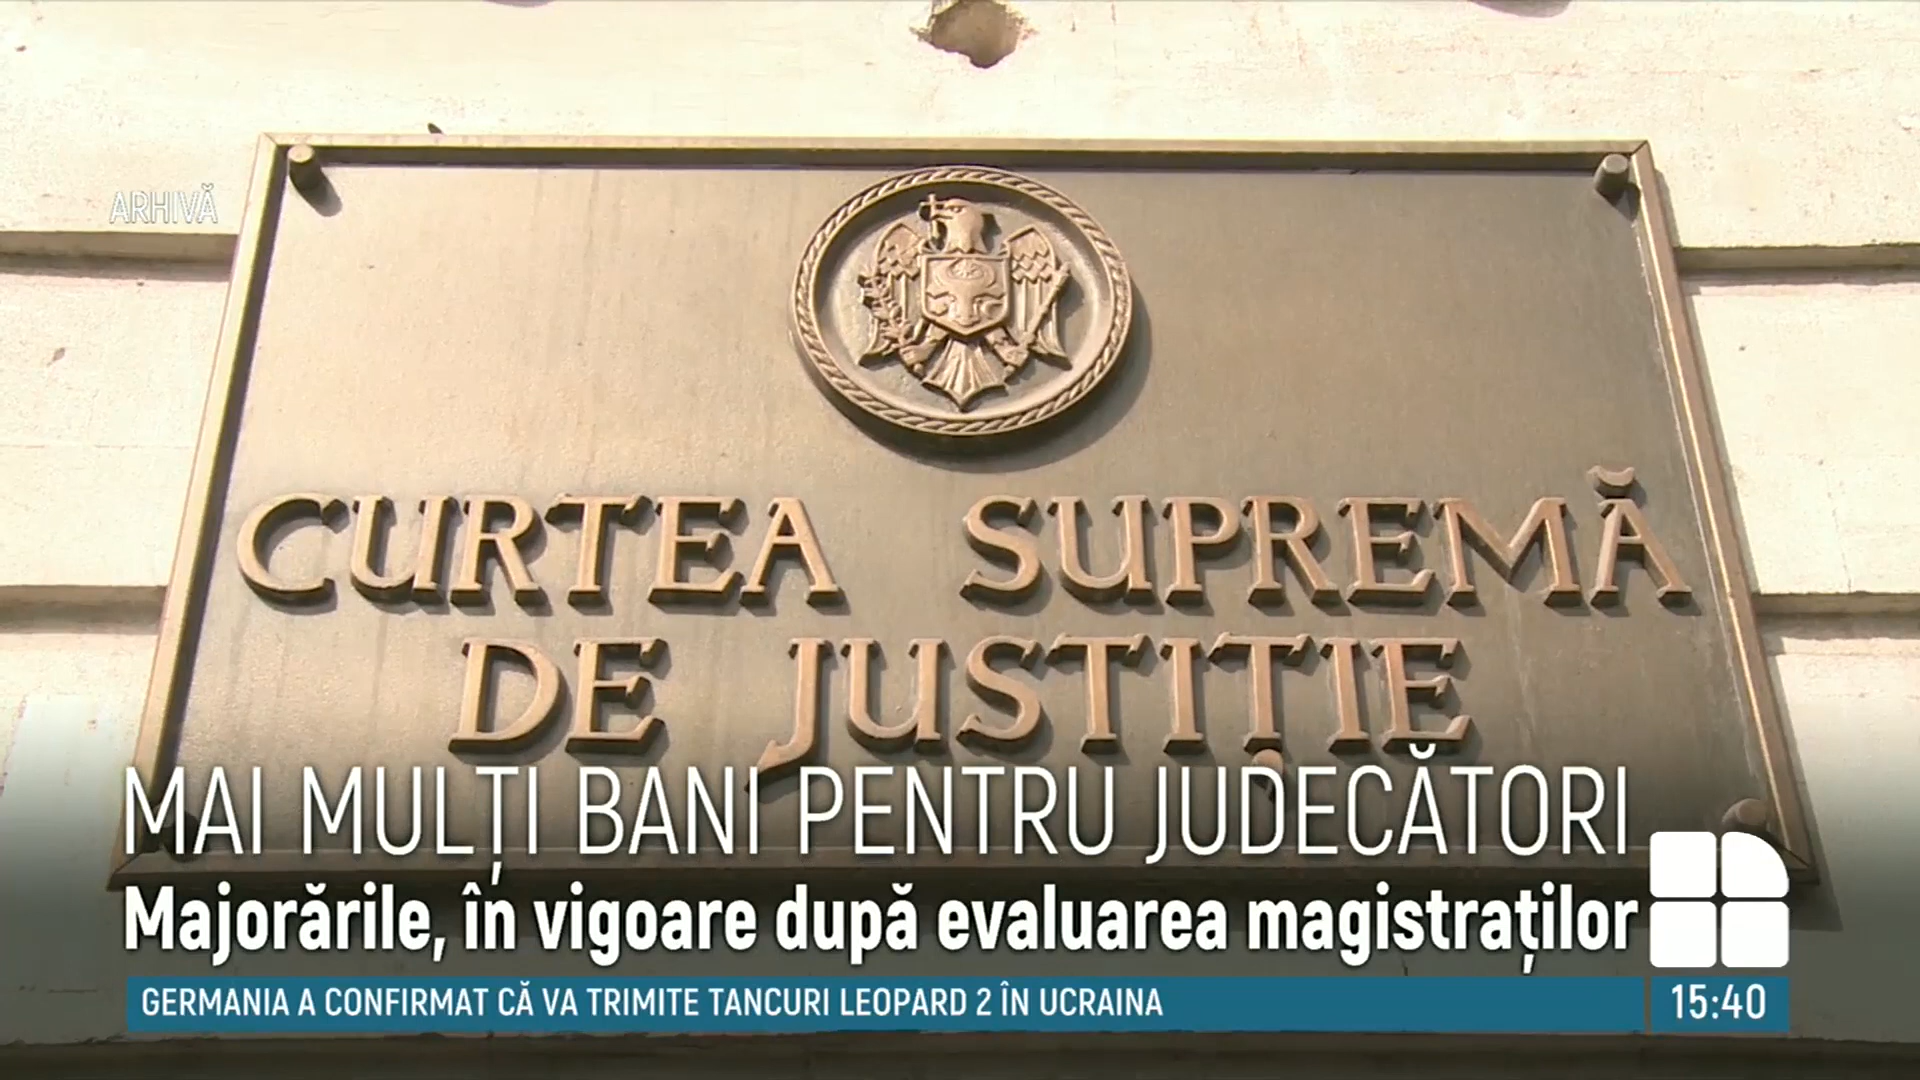 ARHIVĂ
CURTEA SUPREMĂ
DE JUSTIȚIE
MAI MULȚI BANI PENTRU JUDECĂTORI
Majorările, în vigoare după evaluarea magistraților
GERMANIA A CONFIRMAT CĂ VA TRIMITE TANCURI LEOPARD 2 ÎN UCRAINA
15:40